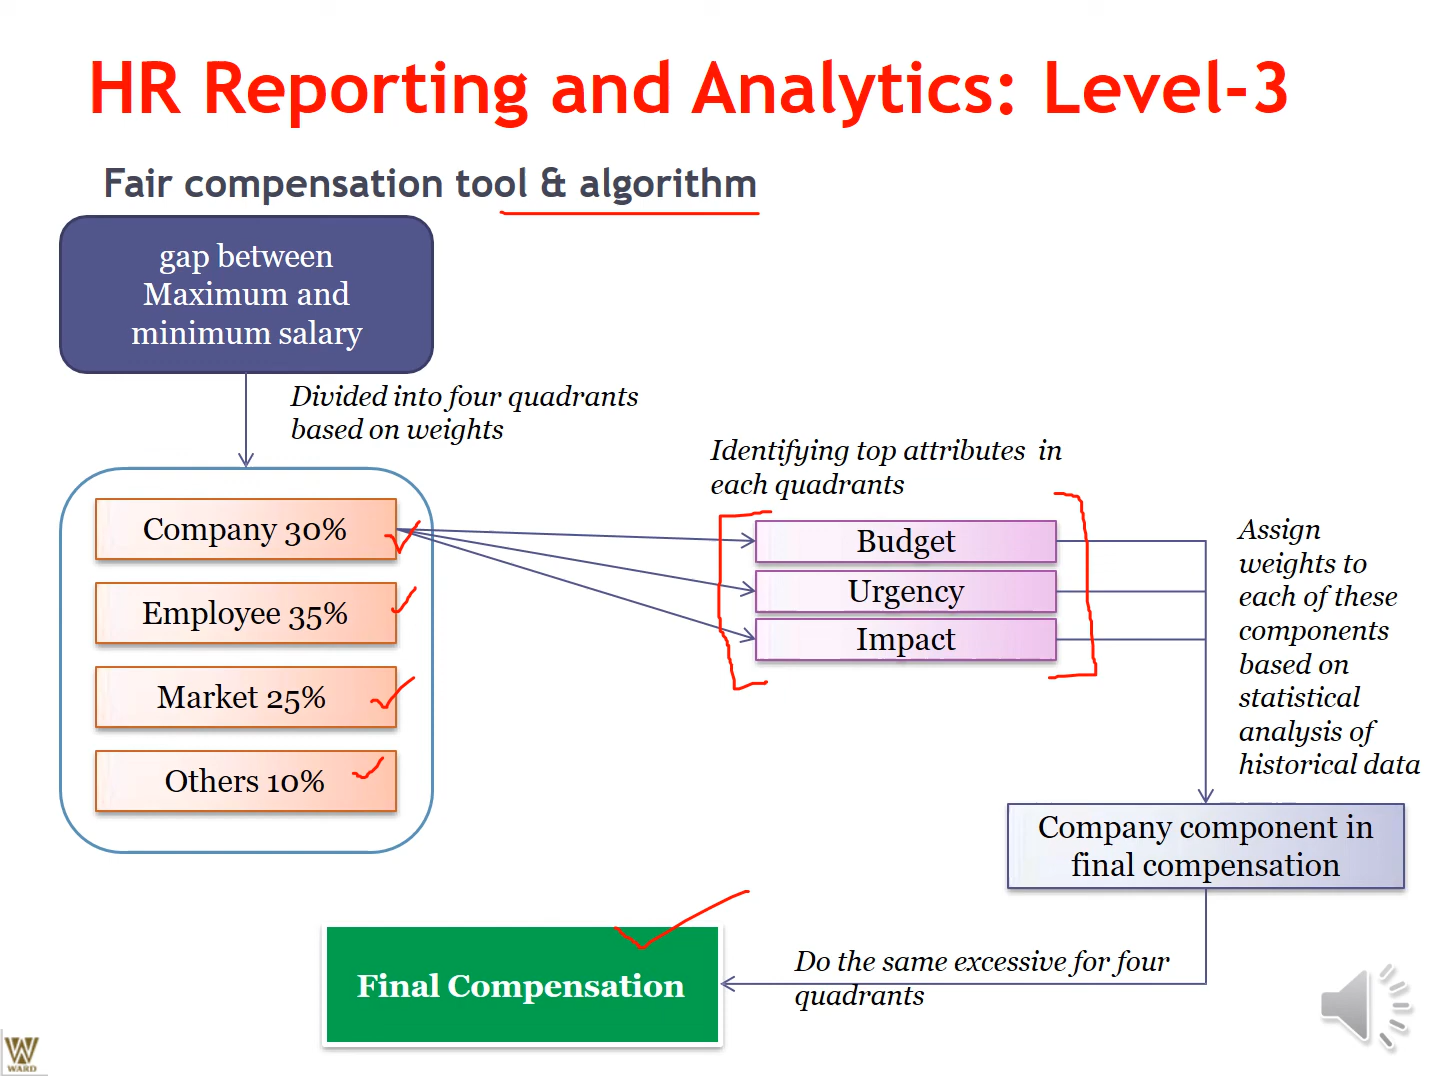 HR Reporting and Analytics: Level-3
Fair compensation tool & algorithm
gap between
Maximum and
minimum salary
Divided into four quadrants
based on weights
Company 30%
Employee 35%
Market 25%
Others 10%
Identifying top attributes in
each quadrants
Budget
Urgency
Impact
Assign
weights to
each of these
components
based on
statistical
analysis of
historical data
Company component in
final compensation
Do the same excessive for four
quadrants
Final Compensation
W
WARD